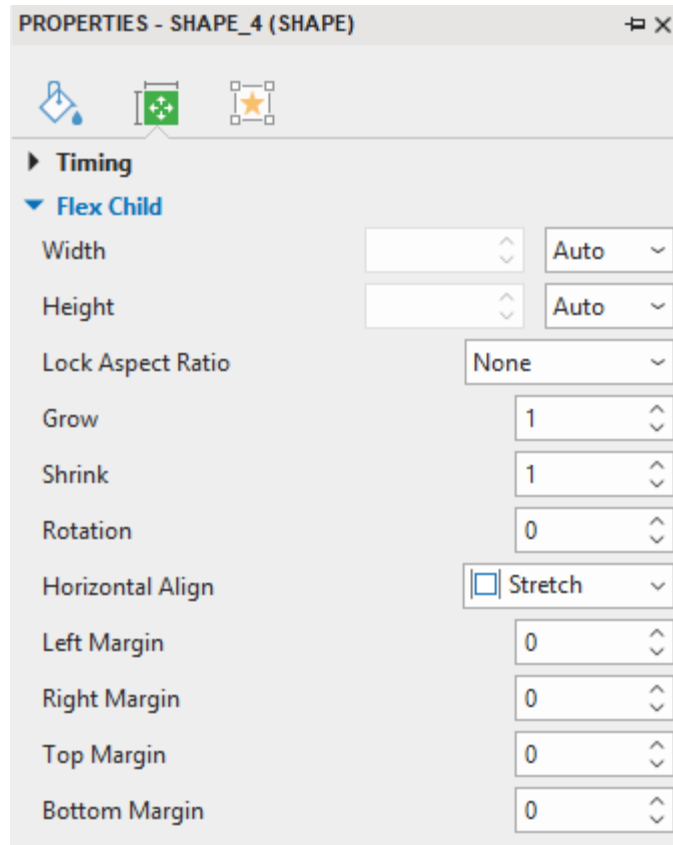 PROPERTIES - SHAPE_4 (SHAPE)
Timing
Flex Child
Width Auto
Height Auto
Lock Aspect Ratio None
Grow 1
Shrink 1
Rotation 0
Horizontal Align Stretch
Left Margin 0
Right Margin 0
Top Margin 0
Bottom Margin 0